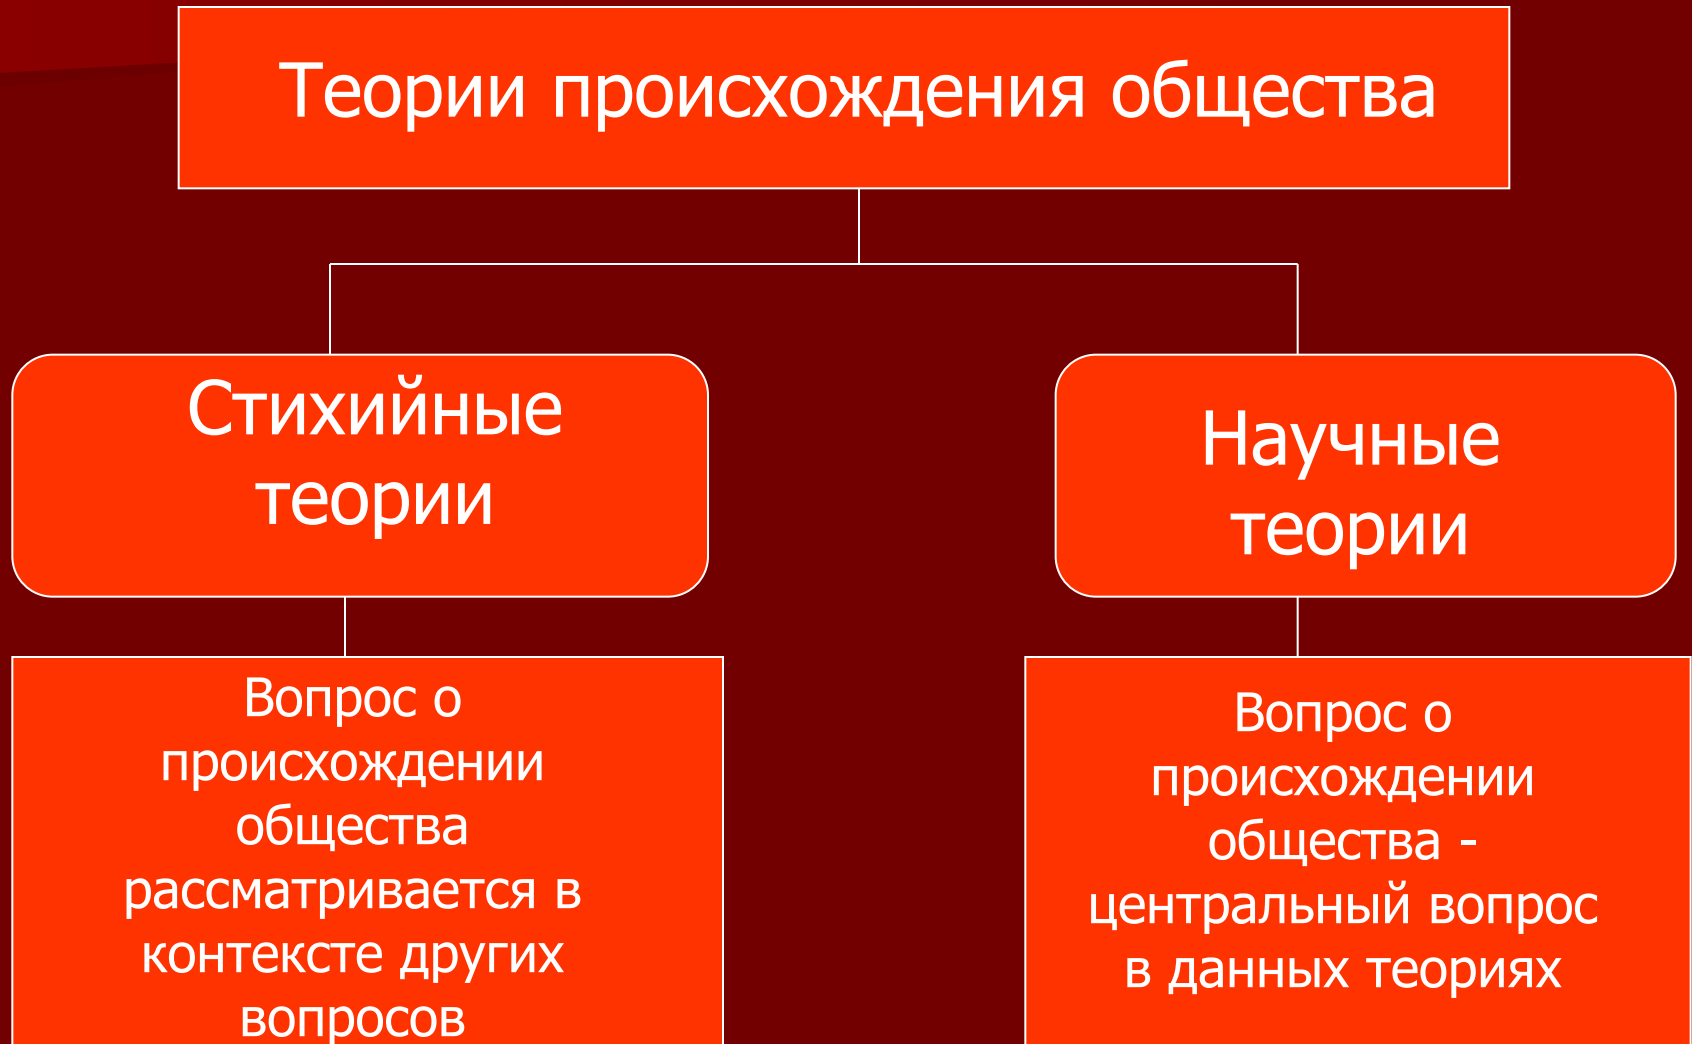 Теории происхождения общества
Стихийные
теории
Научные
теории
Вопрос о
происхождении
общества
рассматривается в
контексте других
вопросов
Вопрос о
происхождении
общества -
центральный вопрос
в данных теориях